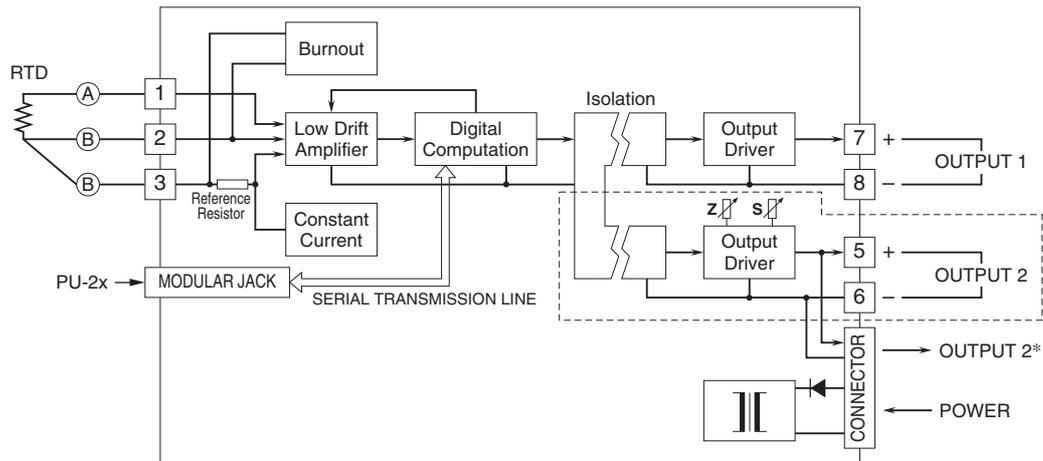 Burnout
RTD
A
1
Isolation
B
2
Low Drift
Amplifier
Digital
Computation
Output
Driver
7
+
OUTPUT 1
8
–
B
3
Reference
Resistor
Constant
Current
Z
S
Output
Driver
5
+
OUTPUT 2
6
–
PU-2x
MODULAR JACK
SERIAL TRANSMISSION LINE
CONNECTOR
OUTPUT 2*
POWER